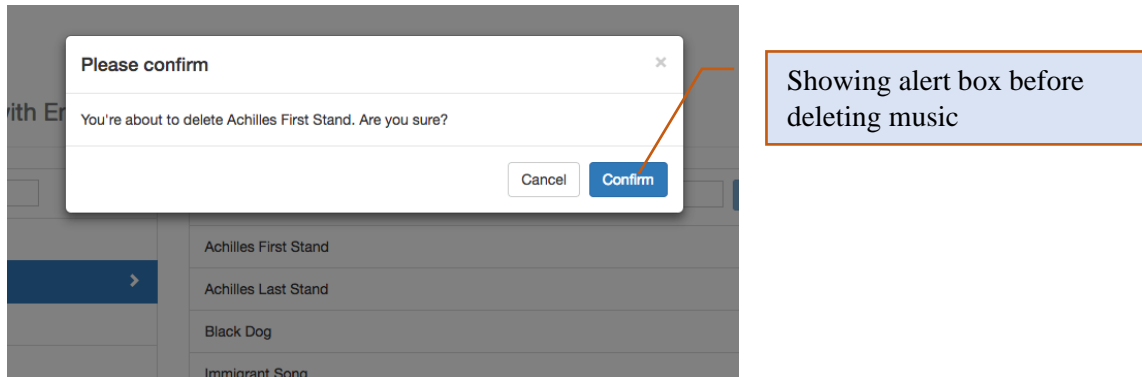 Please confirm
×
You're about to delete Achilles First Stand. Are you sure?
Cancel
Confirm
Showing alert box before
deleting music
Achilles First Stand
Achilles Last Stand
Black Dog
Immigrant Song